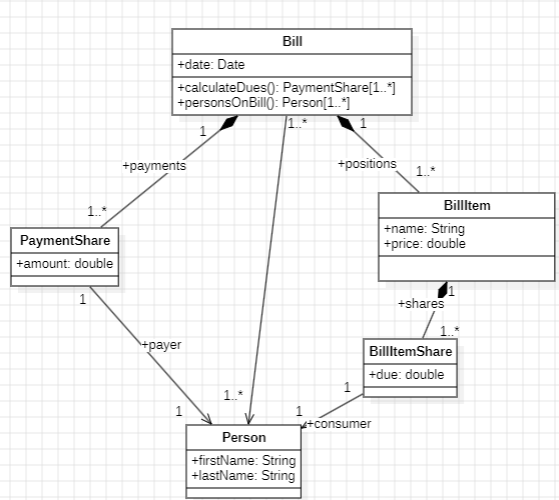 Bill
+date: Date
+calculateDues(): PaymentShare[1..*]
+personsOnBill(): Person[1..*]
1
1..*
1
+payments
+positions
1..*
1..*
BillItem
+name: String
+price: double
PaymentShare
+amount: double
1
1
+shares
1..*
+payer
BillItemShare
+due: double
1..*
1
1
1
+consumer
Person
+firstName: String
+lastName: String